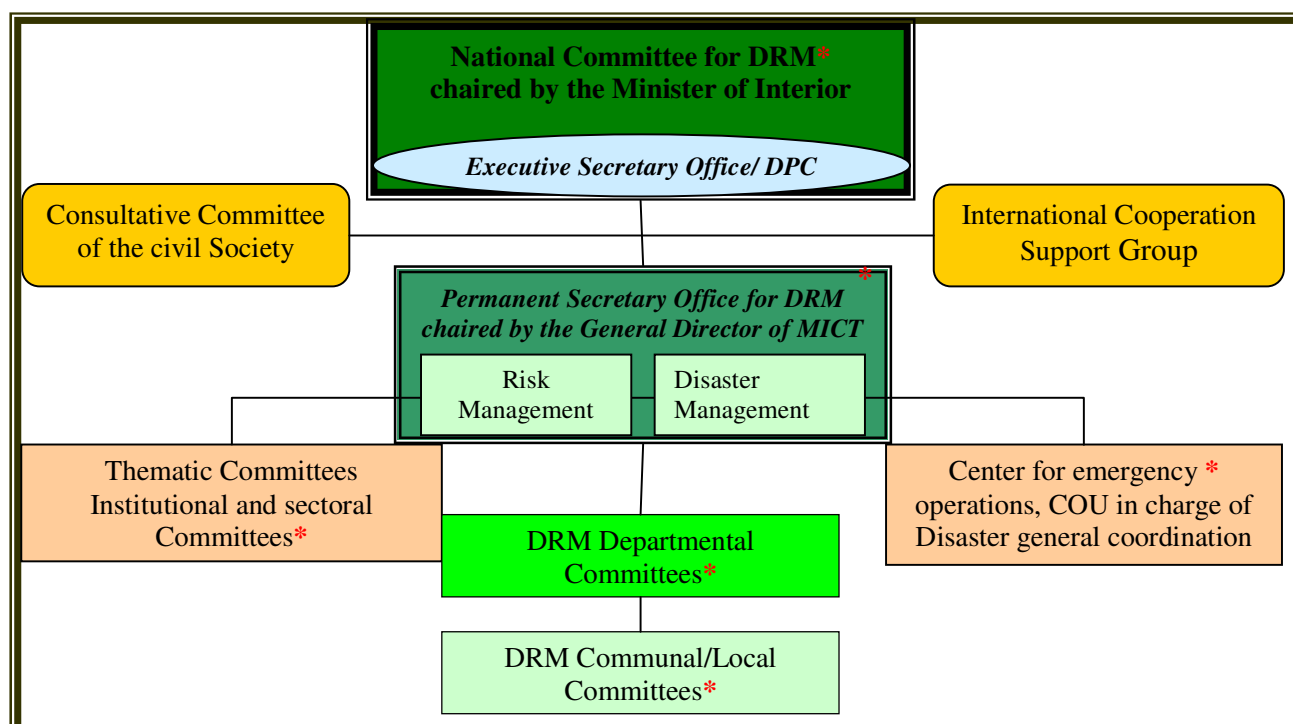 National Committee for DRM*
chaired by the Minister of Interior
Executive Secretary Office/ DPC
Consultative Committee
of the civil Society
International Cooperation
Support Group
*
Permanent Secretary Office for DRM
chaired by the General Director of MICT
Risk
Management
Disaster
Management
Thematic Committees
Institutional and sectoral
Committees*
Center for emergency *
operations, COU in charge of
Disaster general coordination
DRM Departmental
Committees*
DRM Communal/Local
Committees*